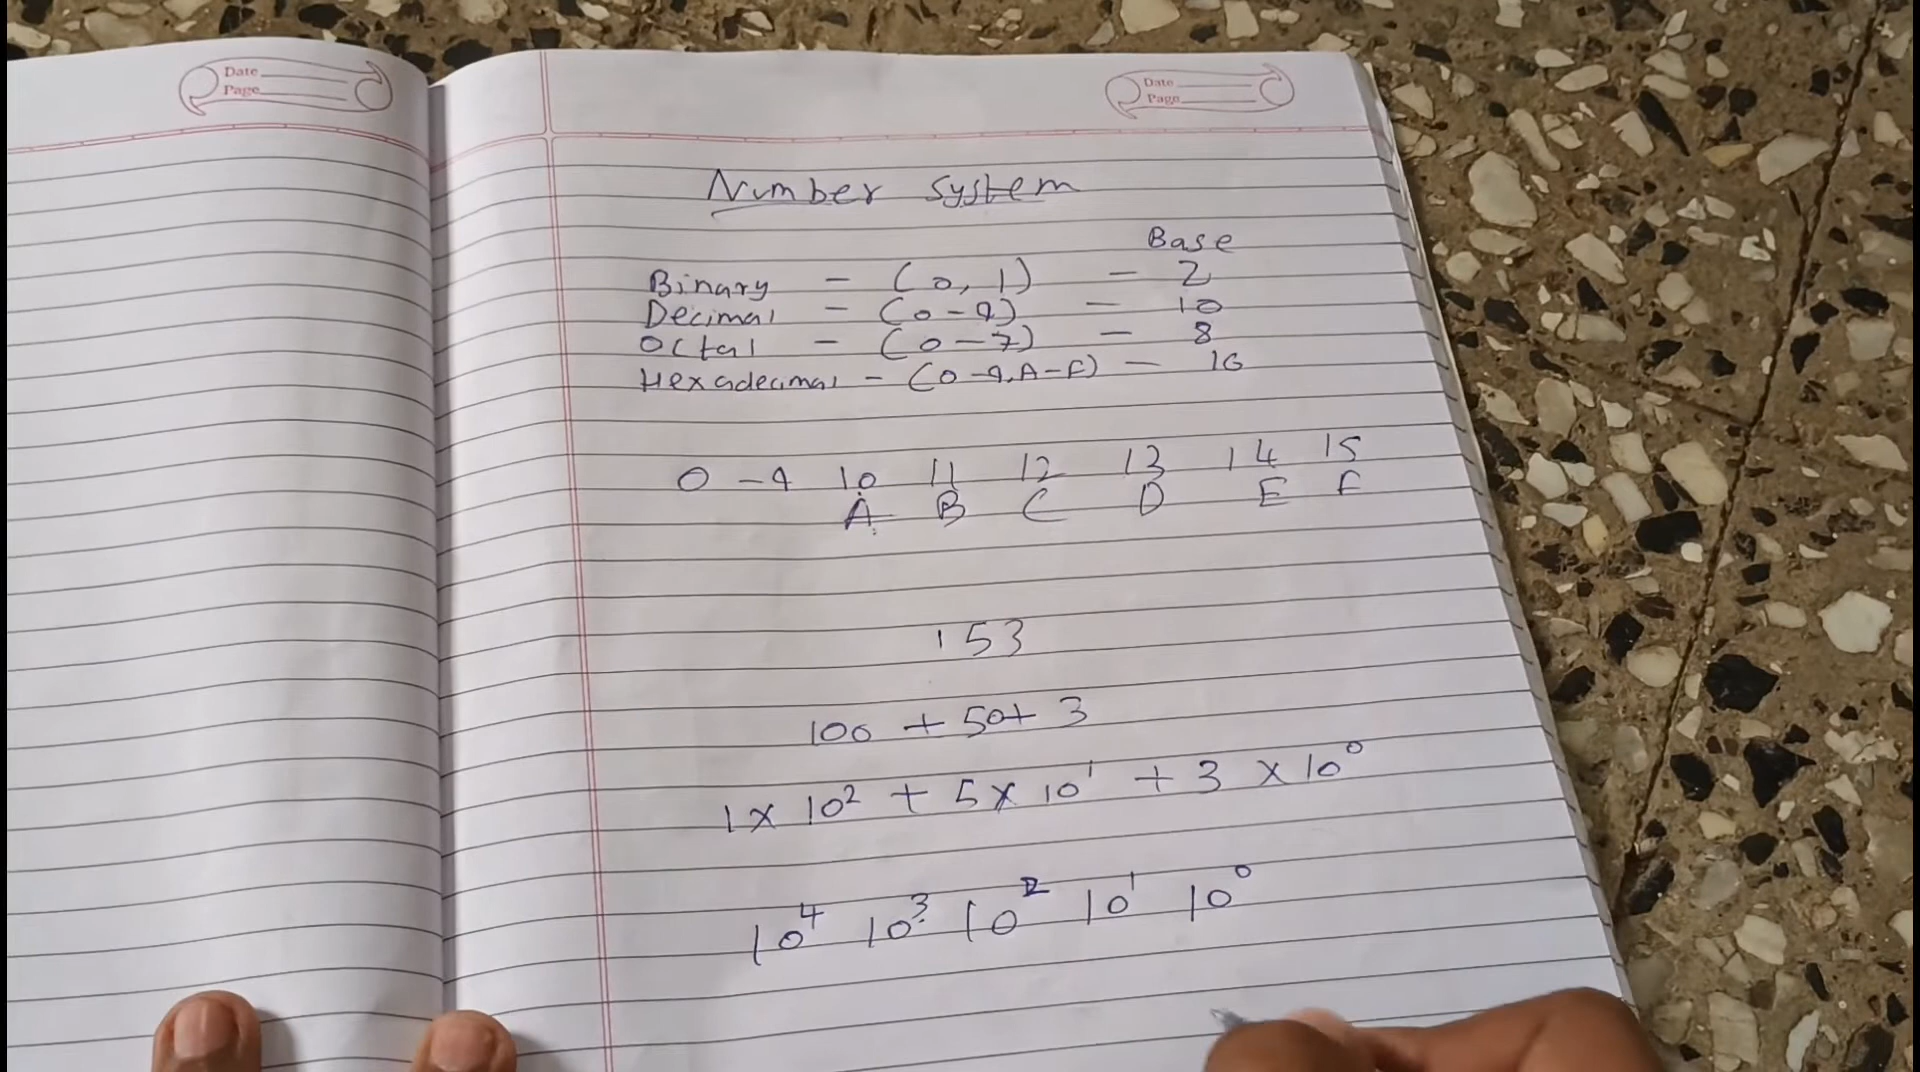 Date
Page
Date
Page
Number System
Base
Binary - (0, 1) - 2
Decimal - (0-9) - 10
Octal - (0-7) - 8
Hexadecimal - (0-9, A-F) - 16
0 - 9 10 11 12 13 14 15
A B C D E F
153
100 + 50 + 3
1 × 10² + 5 × 10¹ + 3 × 10⁰
10⁴ 10³ 10² 10¹ 10⁰